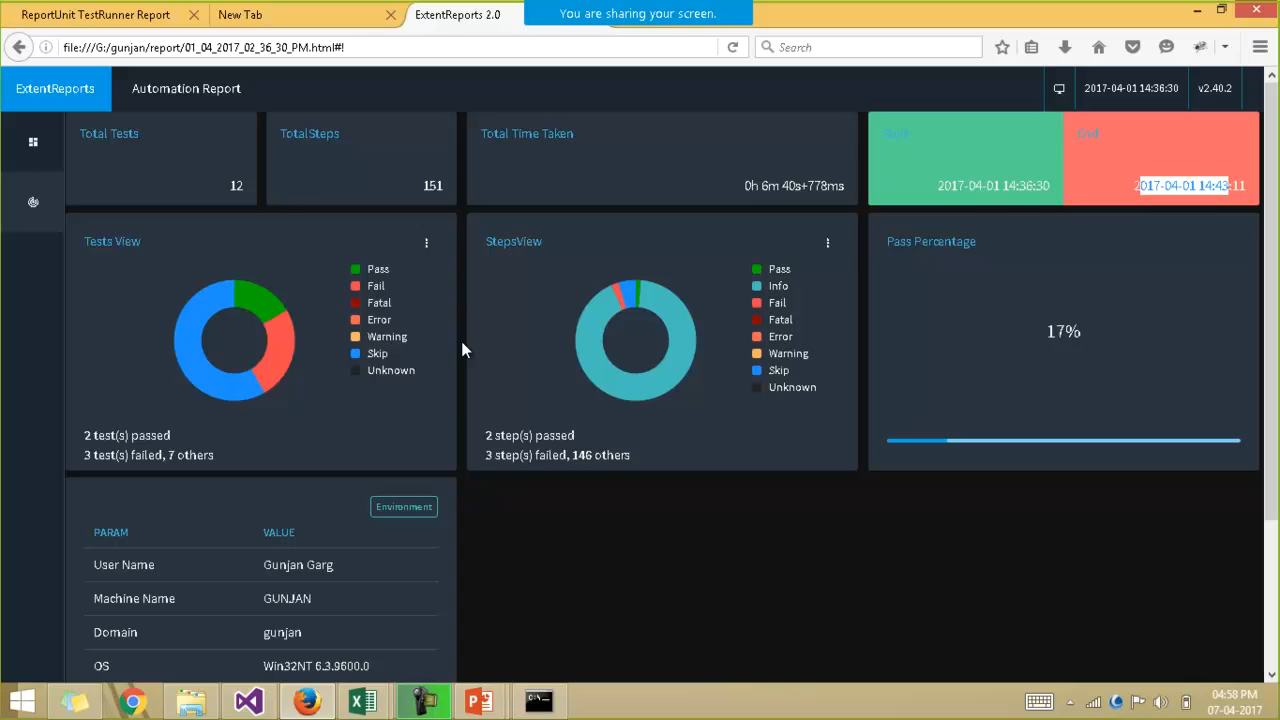 ReportUnit TestRunner Report
New Tab
ExtentReports 2.0
You are sharing your screen.
file:///G:/gunjan/report/01_04_2017_02_36_30_PM.html#!
Search
ExtentReports
Automation Report
2017-04-01 14:36:30
v2.40.2
Total Tests
12
TotalSteps
151
Total Time Taken
0h 6m 40s+778ms
Start
2017-04-01 14:36:30
End
2017-04-01 14:43:11
Tests View
Pass
Fail
Fatal
Error
Warning
Skip
Unknown
2 test(s) passed
3 test(s) failed, 7 others
StepsView
Pass
Info
Fail
Fatal
Error
Warning
Skip
Unknown
2 step(s) passed
3 step(s) failed, 146 others
Pass Percentage
17%
Environment
PARAM VALUE
User Name Gunjan Garg
Machine Name GUNJAN
Domain gunjan
OS Win32NT 6.3.9600.0
04:58 PM
07-04-2017